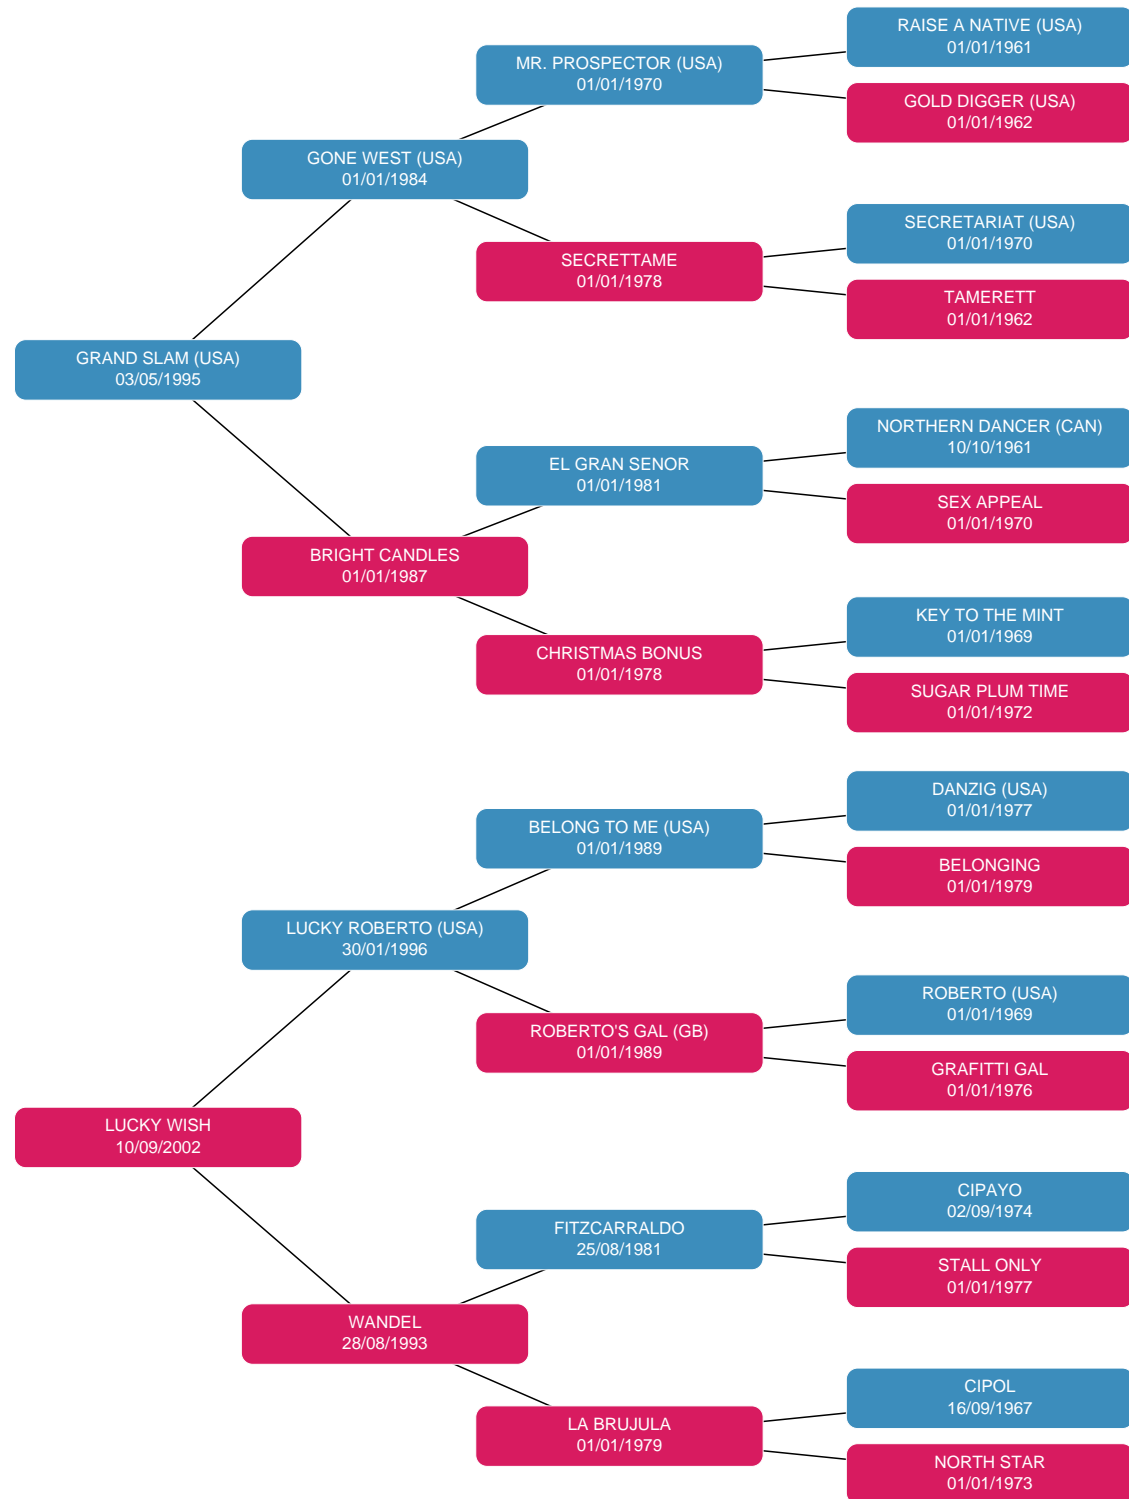 RAISE A NATIVE (USA)
01/01/1961
MR. PROSPECTOR (USA)
01/01/1970
GOLD DIGGER (USA)
01/01/1962
GONE WEST (USA)
01/01/1984
SECRETARIAT (USA)
01/01/1970
SECRETTAME
01/01/1978
TAMERETT
01/01/1962
GRAND SLAM (USA)
03/05/1995
NORTHERN DANCER (CAN)
10/10/1961
EL GRAN SENOR
01/01/1981
SEX APPEAL
01/01/1970
BRIGHT CANDLES
01/01/1987
KEY TO THE MINT
01/01/1969
CHRISTMAS BONUS
01/01/1978
SUGAR PLUM TIME
01/01/1972
DANZIG (USA)
01/01/1977
BELONG TO ME (USA)
01/01/1989
BELONGING
01/01/1979
LUCKY ROBERTO (USA)
30/01/1996
ROBERTO (USA)
01/01/1969
ROBERTO'S GAL (GB)
01/01/1989
GRAFITTI GAL
01/01/1976
LUCKY WISH
10/09/2002
CIPAYO
02/09/1974
FITZCARRALDO
25/08/1981
STALL ONLY
01/01/1977
WANDEL
28/08/1993
CIPOL
16/09/1967
LA BRUJULA
01/01/1979
NORTH STAR
01/01/1973